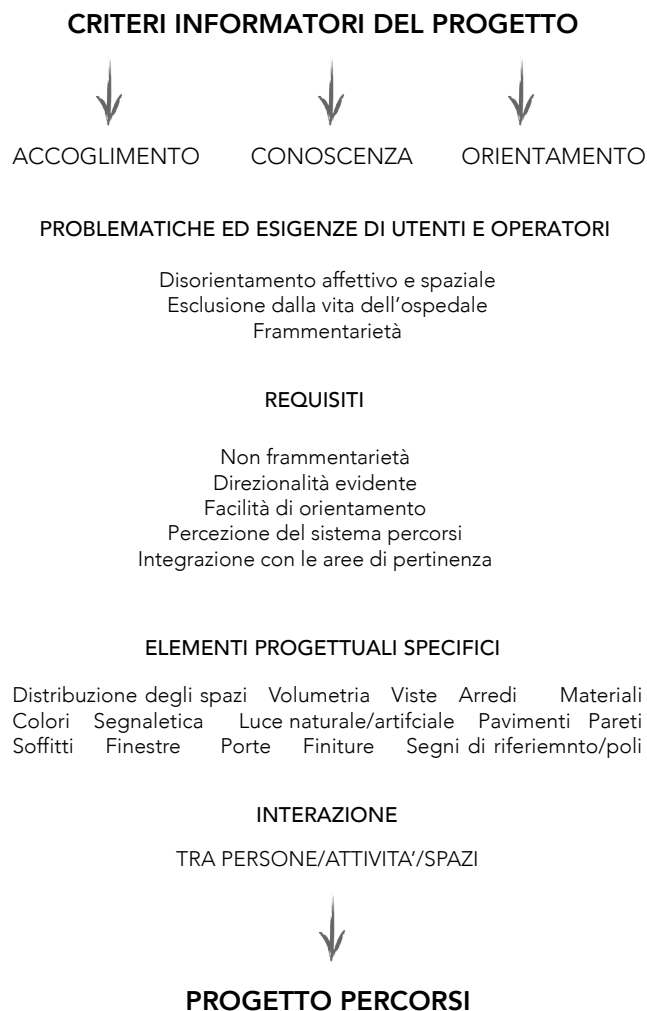 CRITERI INFORMATORI DEL PROGETTO
ACCOGLIMENTO CONOSCENZA ORIENTAMENTO
PROBLEMATICHE ED ESIGENZE DI UTENTI E OPERATORI
Disorientamento affettivo e spaziale
Esclusione dalla vita dell'ospedale
Frammentarietà
REQUISITI
Non frammentarietà
Direzionalità evidente
Facilità di orientamento
Percezione del sistema percorsi
Integrazione con le aree di pertinenza
ELEMENTI PROGETTUALI SPECIFICI
Distribuzione degli spazi Volumetria Viste Arredi Materiali
Colori Segnaletica Luce naturale/artifciale Pavimenti Pareti
Soffitti Finestre Porte Finiture Segni di riferiemnto/poli
INTERAZIONE
TRA PERSONE/ATTIVITA'/SPAZI
PROGETTO PERCORSI